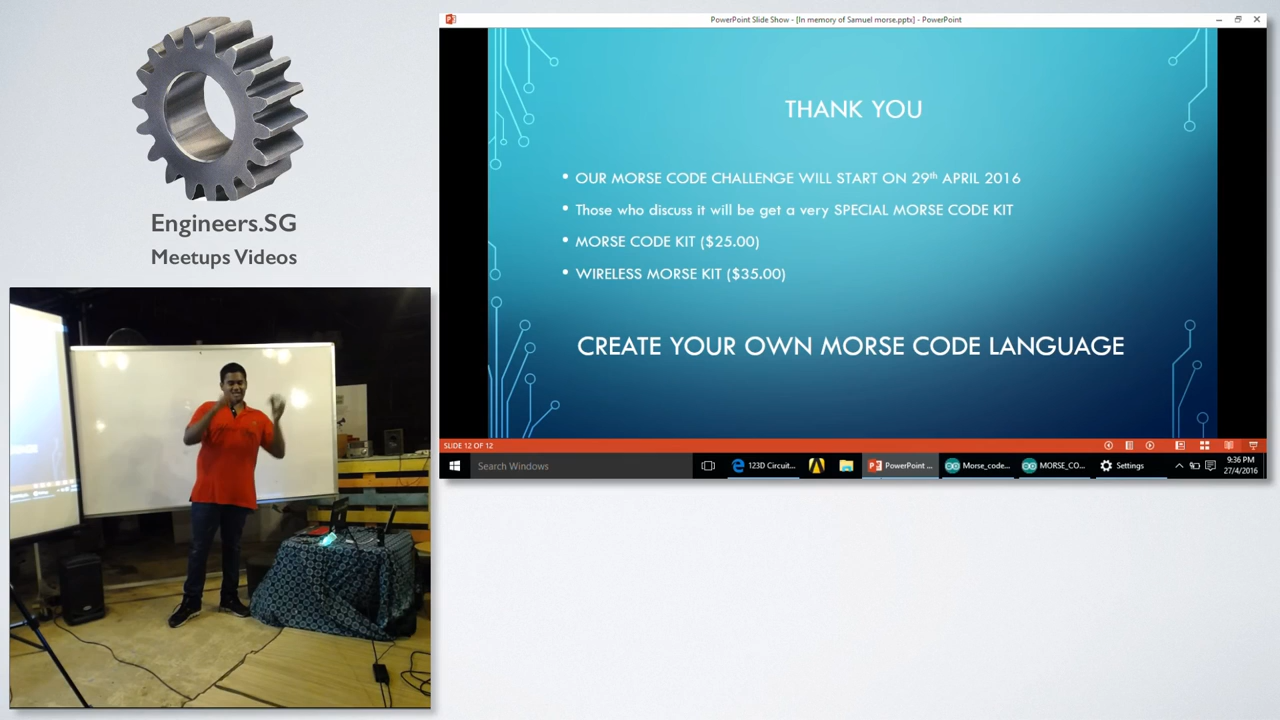 Engineers.SG
Meetups Videos
PowerPoint Slide Show - [In memory of Samuel morse.pptx] - PowerPoint
THANK YOU
• OUR MORSE CODE CHALLENGE WILL START ON 29th APRIL 2016
• Those who discuss it will be get a very SPECIAL MORSE CODE KIT
• MORSE CODE KIT ($25.00)
• WIRELESS MORSE KIT ($35.00)
CREATE YOUR OWN MORSE CODE LANGUAGE
SLIDE 12 OF 12
Search Windows
123D Circuit...
PowerPoint ...
Morse_code...
MORSE_CO...
Settings
9:36 PM
27/4/2016